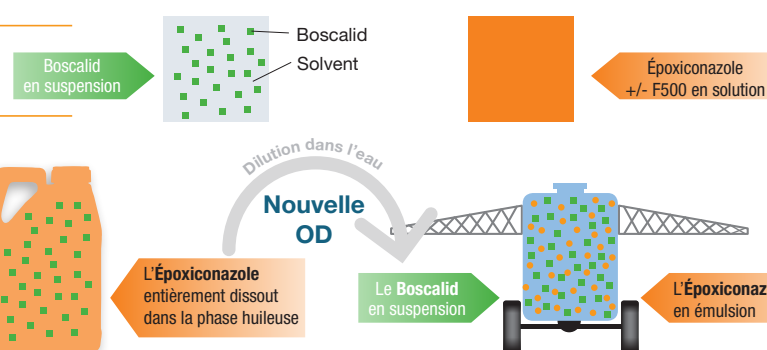 Boscalid
en suspension
Boscalid
Solvent
Époxiconazole
+/- F500 en solution
Dilution dans l'eau
Nouvelle
OD
L'Époxiconazole
entièrement dissout
dans la phase huileuse
Le Boscalid
en suspension
L'Époxiconaz
en émulsion